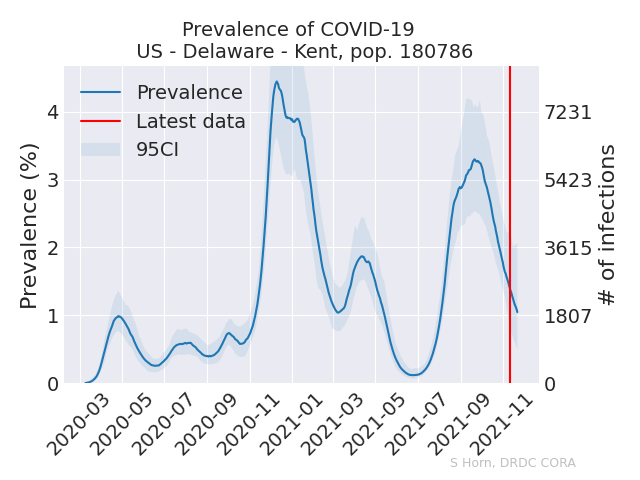 Prevalence of COVID-19
US - Delaware - Kent, pop. 180786
Prevalence
Latest data
95CI
Prevalence (%)
4
3
2
1
0
# of infections
7231
5423
3615
1807
0
2020-03
2020-05
2020-07
2020-09
2020-11
2021-01
2021-03
2021-05
2021-07
2021-09
2021-11
S Horn, DRDC CORA